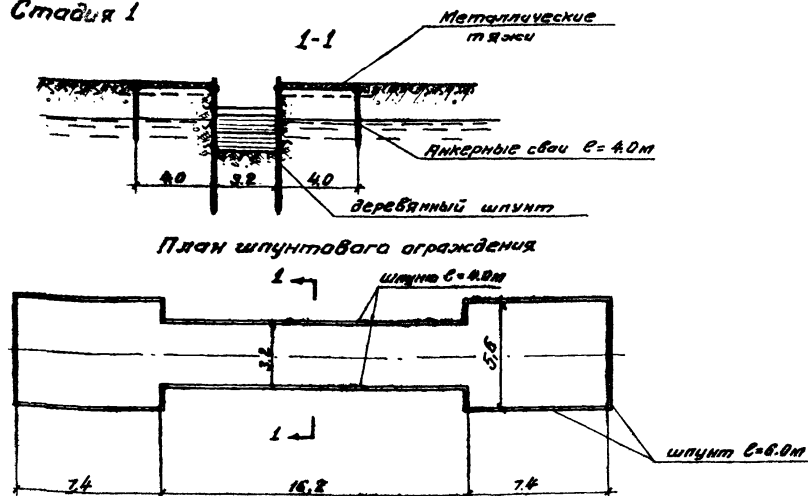 Стадия 1
1-1
Металлические
тяжи
Анкерные сваи ℓ= 4.0м
4.0
3.2
4.0
деревянный шпунт
План шпунтового ограждения
1
шпунт ℓ=4.0м
3.2
5,6
1
шпунт ℓ=6.0м
7.4
16,2
7.4